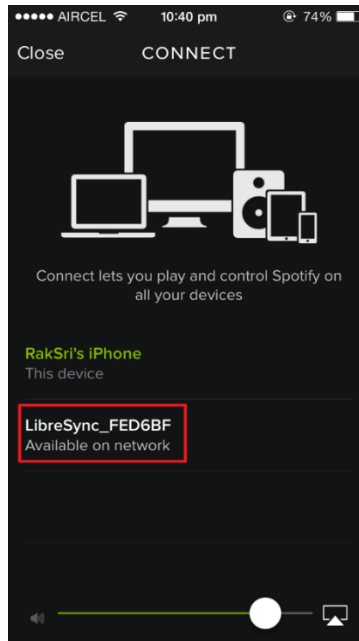 AIRCEL 10:40 pm 74%
Close CONNECT
Connect lets you play and control Spotify on
all your devices
RakSri's iPhone
This device
LibreSync_FED6BF
Available on network